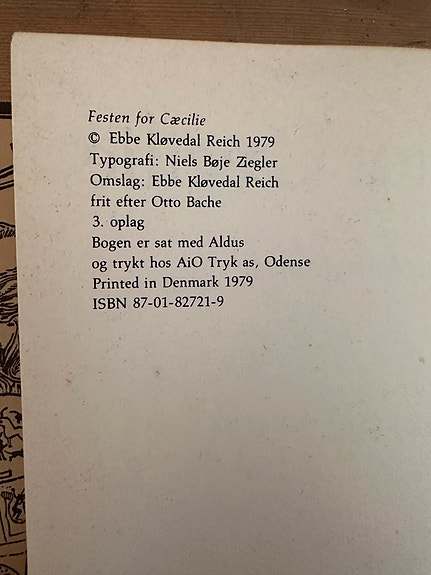 Festen for Cæcilie
© Ebbe Kløvedal Reich 1979
Typografi: Niels Bøje Ziegler
Omslag: Ebbe Kløvedal Reich
frit efter Otto Bache
3. oplag
Bogen er sat med Aldus
og trykt hos AiO Tryk as, Odense
Printed in Denmark 1979
ISBN 87-01-82721-9